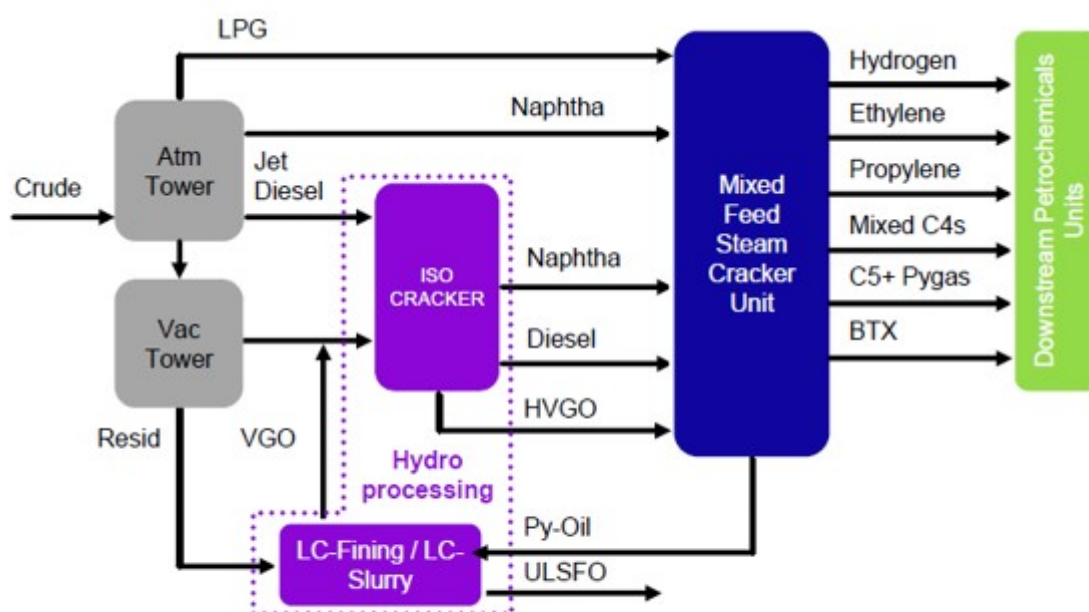 LPG
Naphtha
Atm
Tower
Jet
Diesel
Crude
Vac
Tower
Resid
VGO
ISO
CRACKER
Naphtha
Diesel
HVGO
Hydro
processing
LC-Fining / LC-
Slurry
Py-Oil
ULSFO
Mixed
Feed
Steam
Cracker
Unit
Hydrogen
Ethylene
Propylene
Mixed C4s
C5+ Pygas
BTX
Downstream Petrochemicals
Units